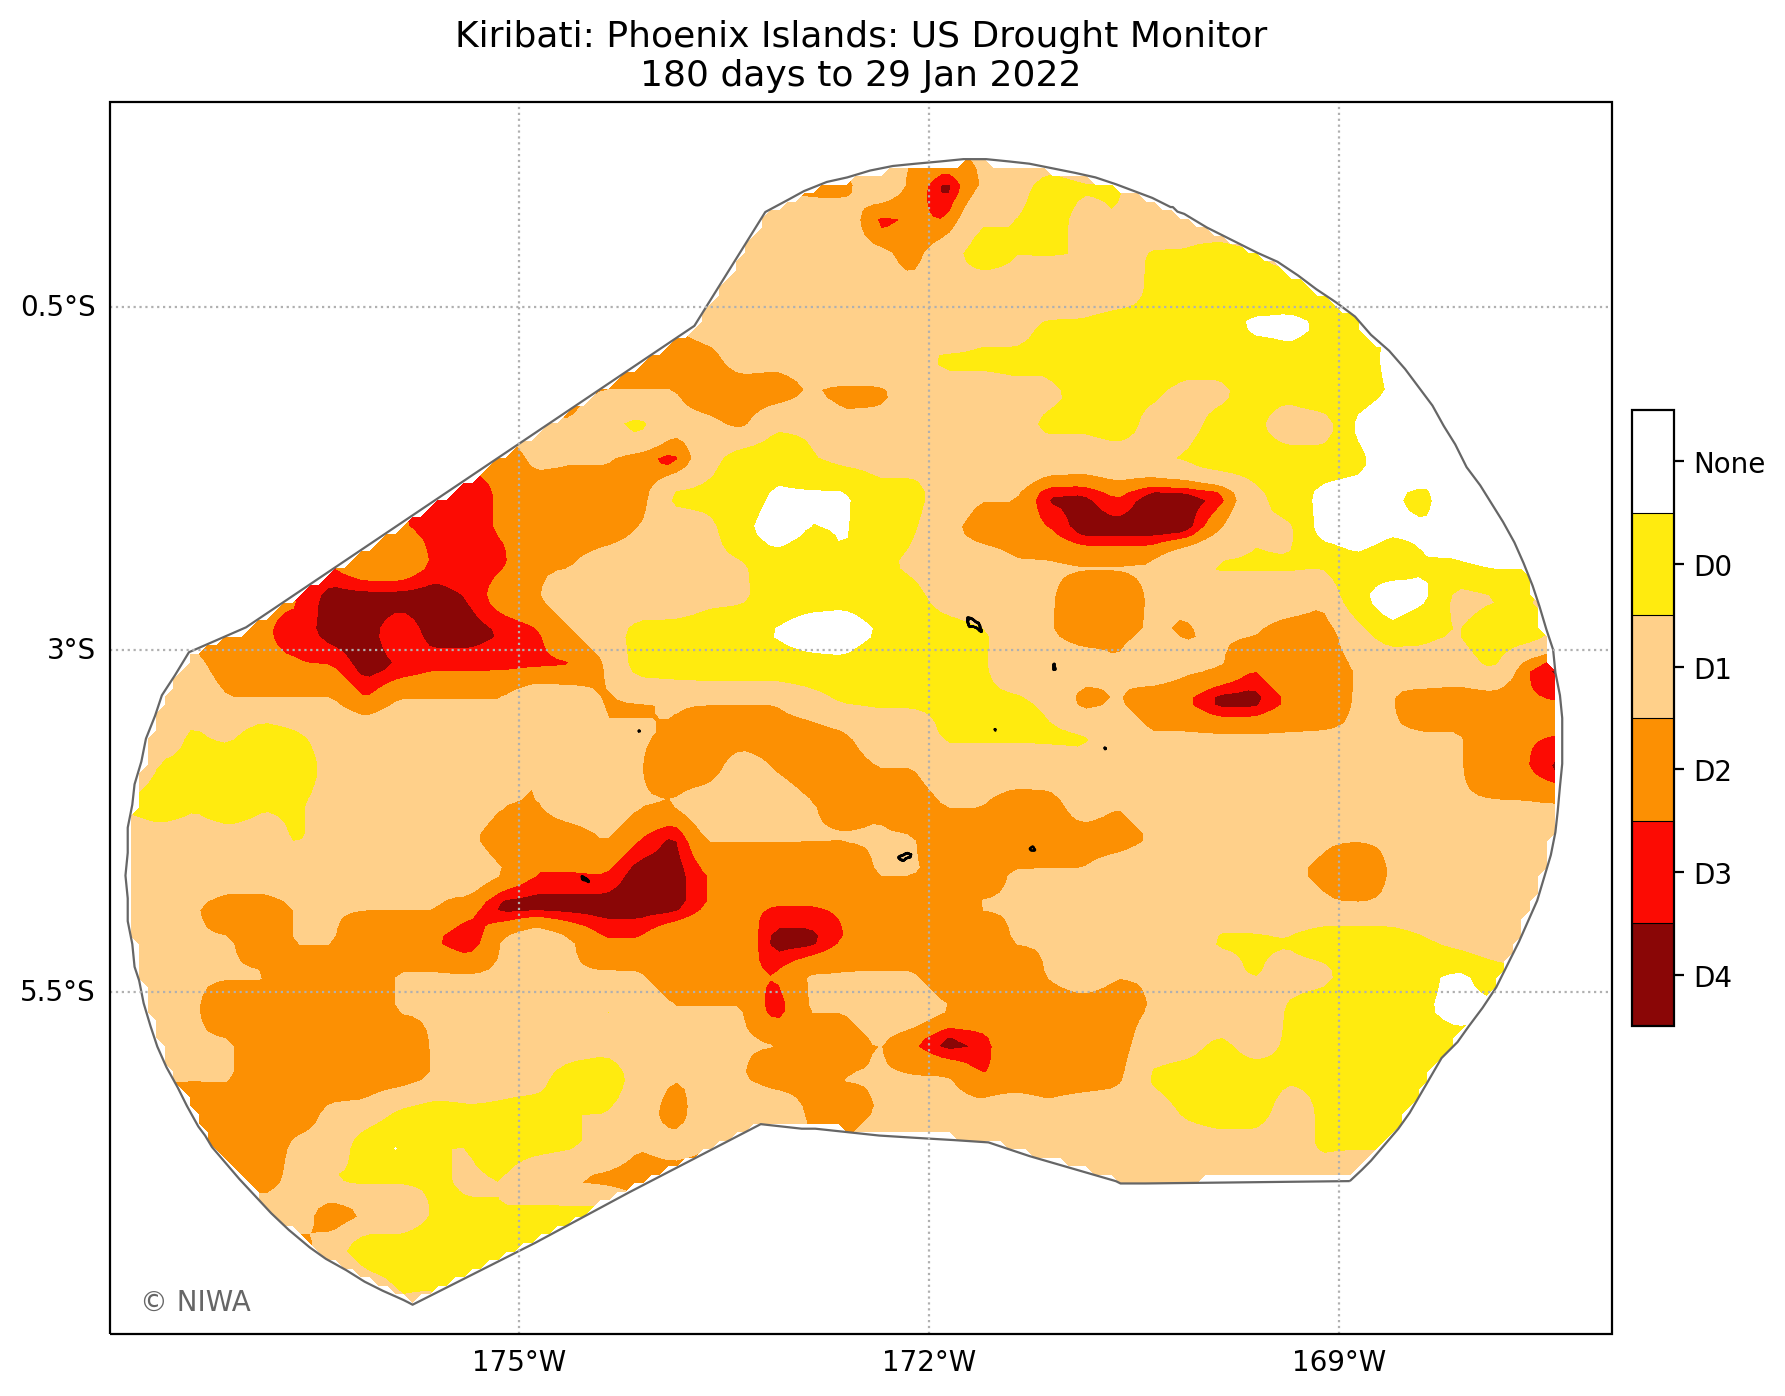 Kiribati: Phoenix Islands: US Drought Monitor
180 days to 29 Jan 2022
0.5°S
3°S
5.5°S
175°W
172°W
169°W
None
D0
D1
D2
D3
D4
© NIWA